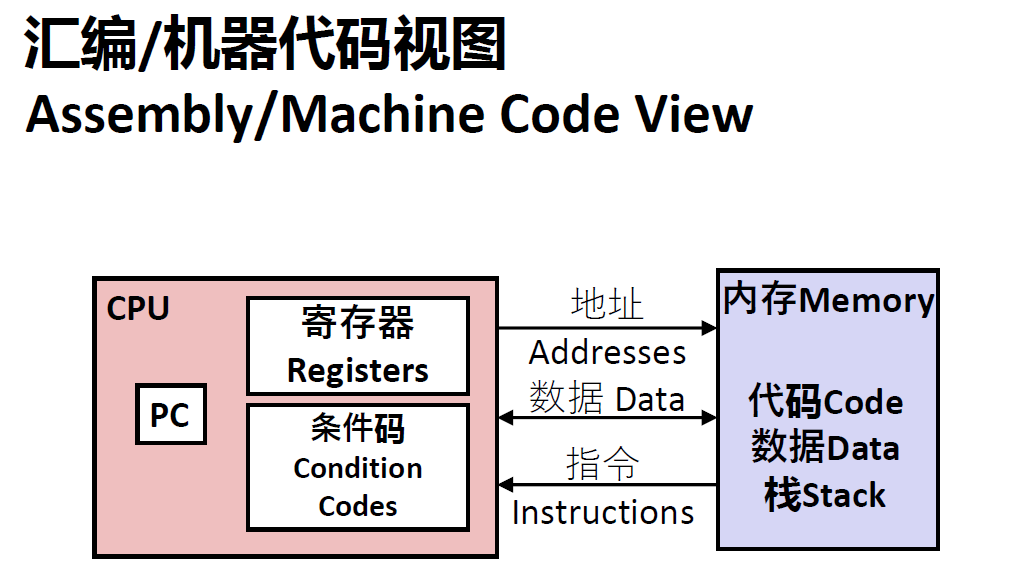 汇编/机器代码视图
Assembly/Machine Code View
CPU
PC
寄存器
Registers
条件码
Condition
Codes
地址
Addresses
数据 Data
指令
Instructions
内存Memory
代码Code
数据Data
栈Stack